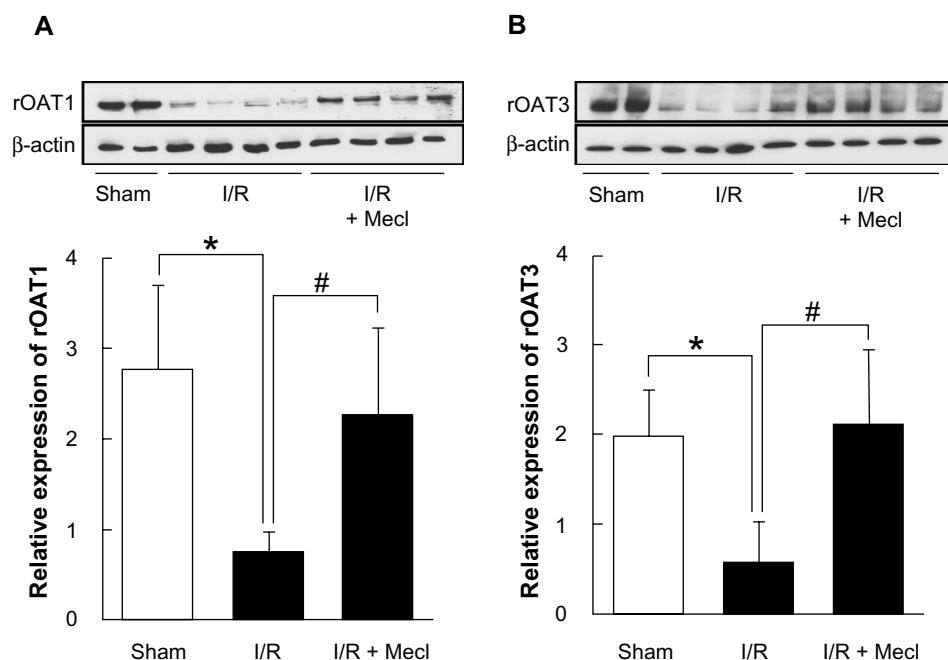 A
rOAT1
β-actin
Sham I/R I/R
+ Mecl
Relative expression of rOAT1
4
3
2
1
0
*
#
Sham I/R I/R + Mecl
B
rOAT3
β-actin
Sham I/R I/R
+ Mecl
Relative expression of rOAT3
4
3
2
1
0
*
#
Sham I/R I/R + Mecl